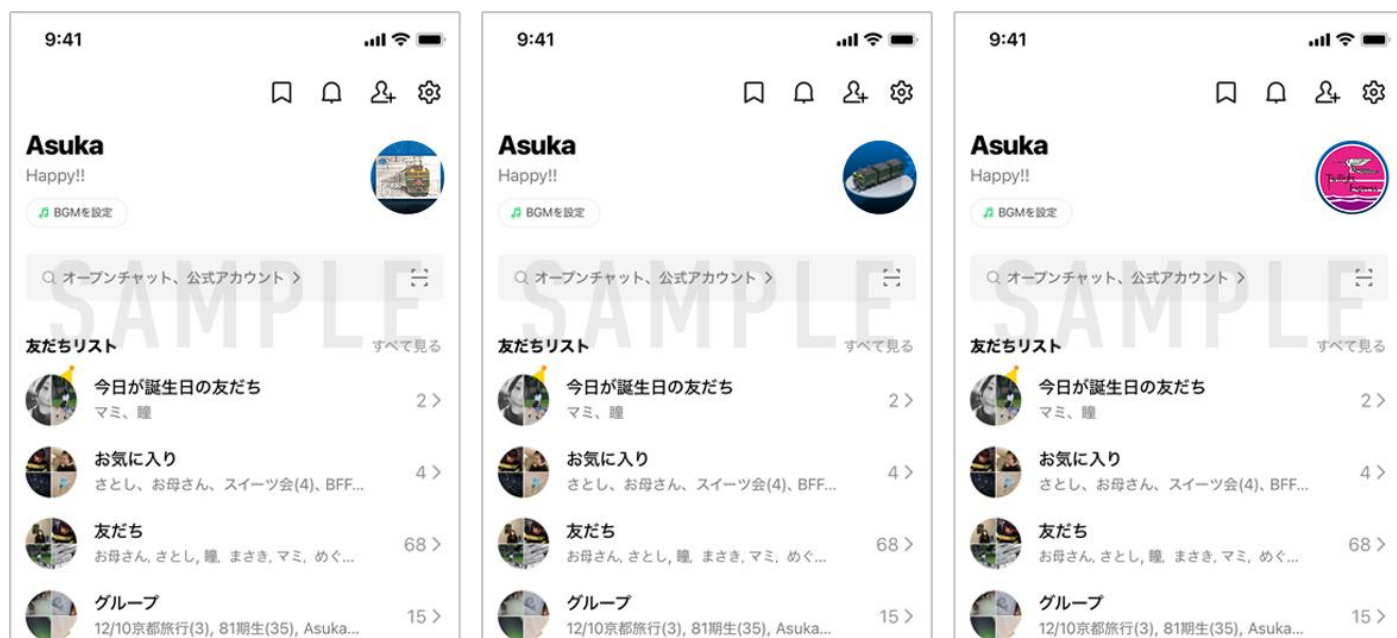 9:41
Asuka
Happy!!
BGMを設定
オープンチャット、公式アカウント
SAMPLE
友だちリスト
すべて見る
今日が誕生日の友だち
マミ、瞳
2
お気に入り
さとし、お母さん、スイーツ会(4)、BFF...
4
友だち
お母さん, さとし, 瞳, まさき, マミ, めぐ...
68
グループ
12/10京都旅行(3), 81期生(35), Asuka...
15
9:41
Asuka
Happy!!
BGMを設定
オープンチャット、公式アカウント
SAMPLE
友だちリスト
すべて見る
今日が誕生日の友だち
マミ、瞳
2
お気に入り
さとし、お母さん、スイーツ会(4)、BFF...
4
友だち
お母さん, さとし, 瞳, まさき, マミ, めぐ...
68
グループ
12/10京都旅行(3), 81期生(35), Asuka...
15
9:41
Asuka
Happy!!
Twilight
Express
BGMを設定
オープンチャット、公式アカウント
SAMPLE
友だちリスト
すべて見る
今日が誕生日の友だち
マミ、瞳
2
お気に入り
さとし、お母さん、スイーツ会(4)、BFF...
4
友だち
お母さん, さとし, 瞳, まさき, マミ, めぐ...
68
グループ
12/10京都旅行(3), 81期生(35), Asuka...
15